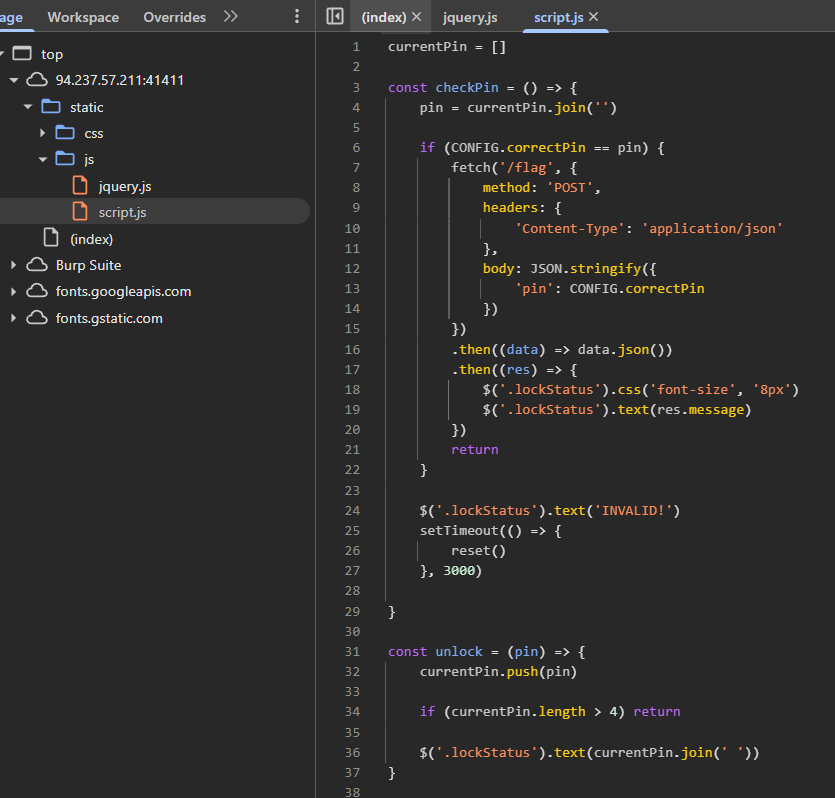 age Workspace Overrides
top
94.237.57.211:41411
static
css
js
jquery.js
script.js
(index)
Burp Suite
fonts.googleapis.com
fonts.gstatic.com
(index) jquery.js script.js
1 currentPin = []
2
3 const checkPin = () => {
4     pin = currentPin.join('')
5
6     if (CONFIG.correctPin == pin) {
7         fetch('/flag', {
8             method: 'POST',
9             headers: {
10                 'Content-Type': 'application/json'
11             },
12             body: JSON.stringify({
13                 'pin': CONFIG.correctPin
14             })
15         })
16         .then((data) => data.json())
17         .then((res) => {
18             $('.lockStatus').css('font-size', '8px')
19             $('.lockStatus').text(res.message)
20         })
21         return
22     }
23
24     $('.lockStatus').text('INVALID!')
25     setTimeout(() => {
26         reset()
27     }, 3000)
28
29 }
30
31 const unlock = (pin) => {
32     currentPin.push(pin)
33
34     if (currentPin.length > 4) return
35
36     $('.lockStatus').text(currentPin.join(' '))
37 }
38